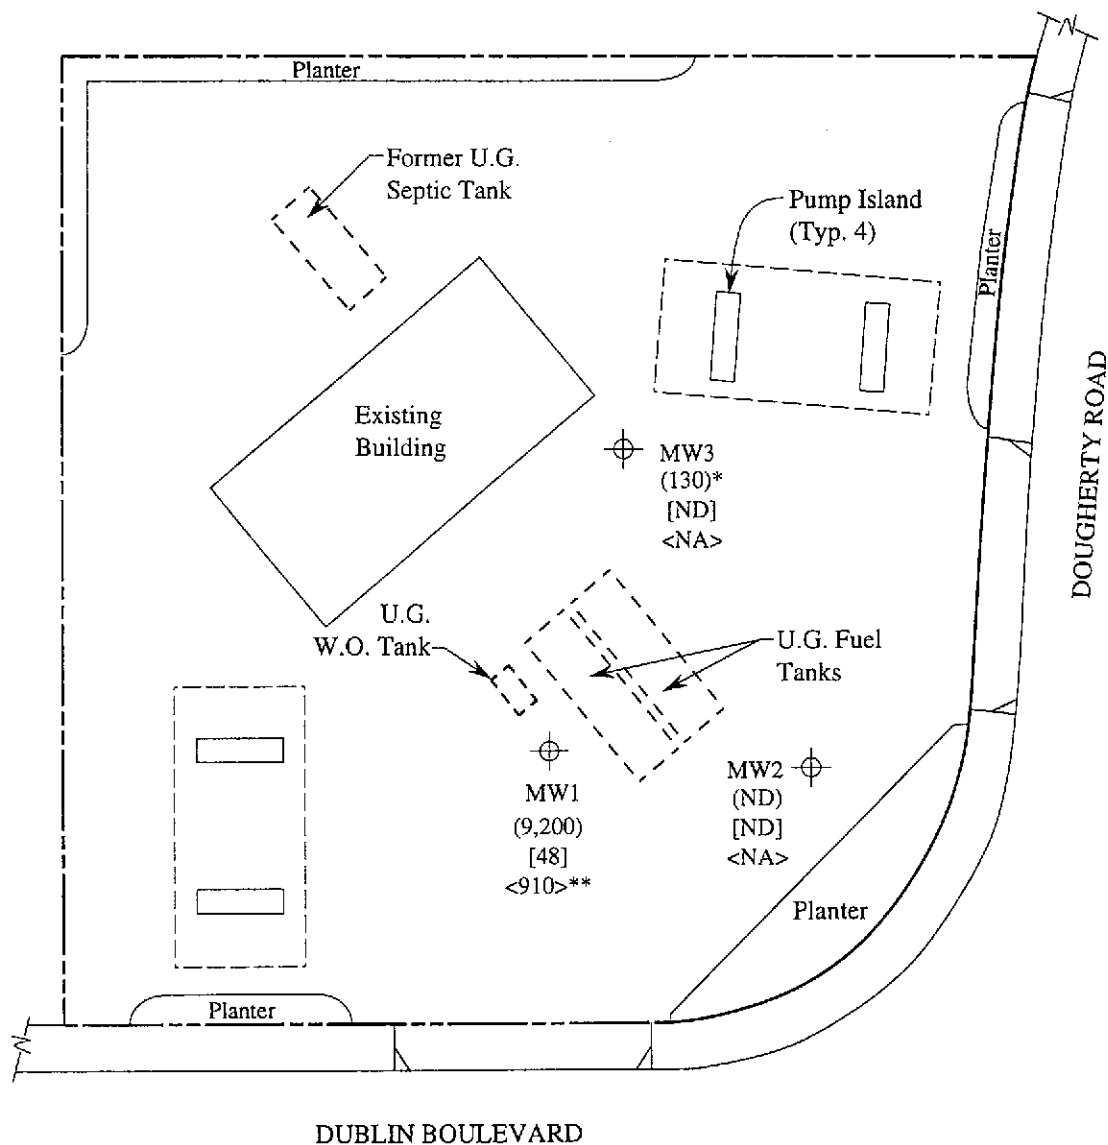 Planter
Former U.G.
Septic Tank
Pump Island
(Typ. 4)
Planter
Existing
Building
MW3
(130)*
[ND]
<NA>
DOUGHERTY ROAD
U.G.
W.O. Tank
U.G. Fuel
Tanks
MW1
(9,200)
[48]
<910>**
MW2
(ND)
[ND]
<NA>
Planter
Planter
DUBLIN BOULEVARD